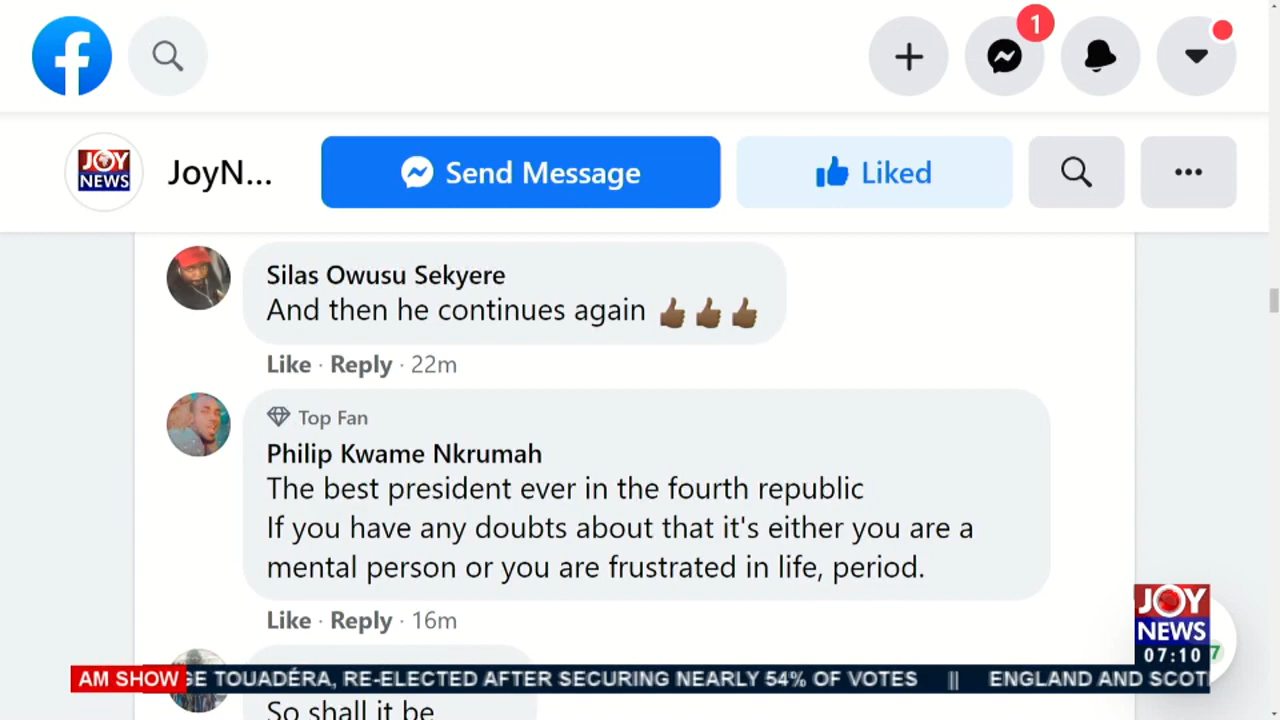 1
JOY
NEWS
JoyN...
Send Message
Liked
Silas Owusu Sekyere
And then he continues again 👍🏾👍🏾👍🏾
Like · Reply · 22m
Top Fan
Philip Kwame Nkrumah
The best president ever in the fourth republic
If you have any doubts about that it's either you are a
mental person or you are frustrated in life, period.
Like · Reply · 16m
So shall it be
JOY
NEWS
07:10
7
AM SHOW
GE TOUADÉRA, RE-ELECTED AFTER SECURING NEARLY 54% OF VOTES || ENGLAND AND SCOT